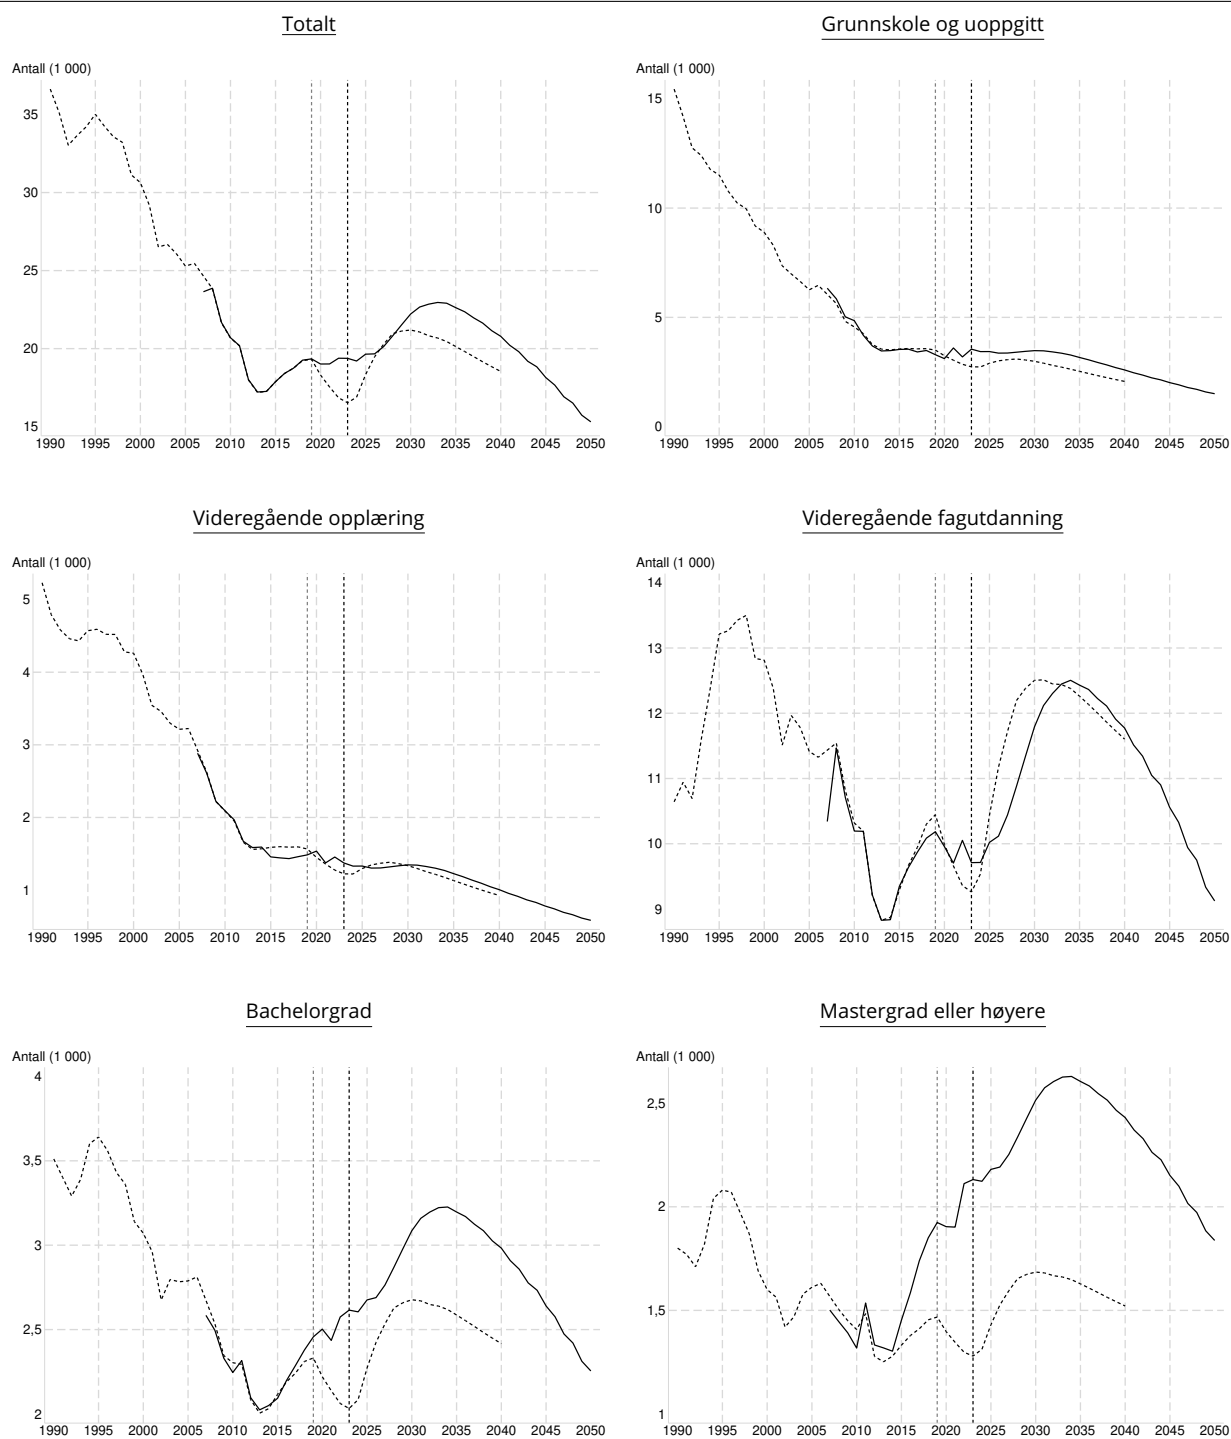 Totalt
Grunnskole og uoppgitt
Antall (1 000)
Antall (1 000)
35
30
25
20
15
1990 1995 2000 2005 2010 2015 2020 2025 2030 2035 2040 2045 2050
15
10
5
0
1990 1995 2000 2005 2010 2015 2020 2025 2030 2035 2040 2045 2050
Videregående opplæring
Videregående fagutdanning
Antall (1 000)
Antall (1 000)
5
4
3
2
1
1990 1995 2000 2005 2010 2015 2020 2025 2030 2035 2040 2045 2050
14
13
12
11
10
9
1990 1995 2000 2005 2010 2015 2020 2025 2030 2035 2040 2045 2050
Bachelorgrad
Mastergrad eller høyere
Antall (1 000)
Antall (1 000)
4
3,5
3
2,5
2
1990 1995 2000 2005 2010 2015 2020 2025 2030 2035 2040 2045 2050
2,5
2
1,5
1
1990 1995 2000 2005 2010 2015 2020 2025 2030 2035 2040 2045 2050